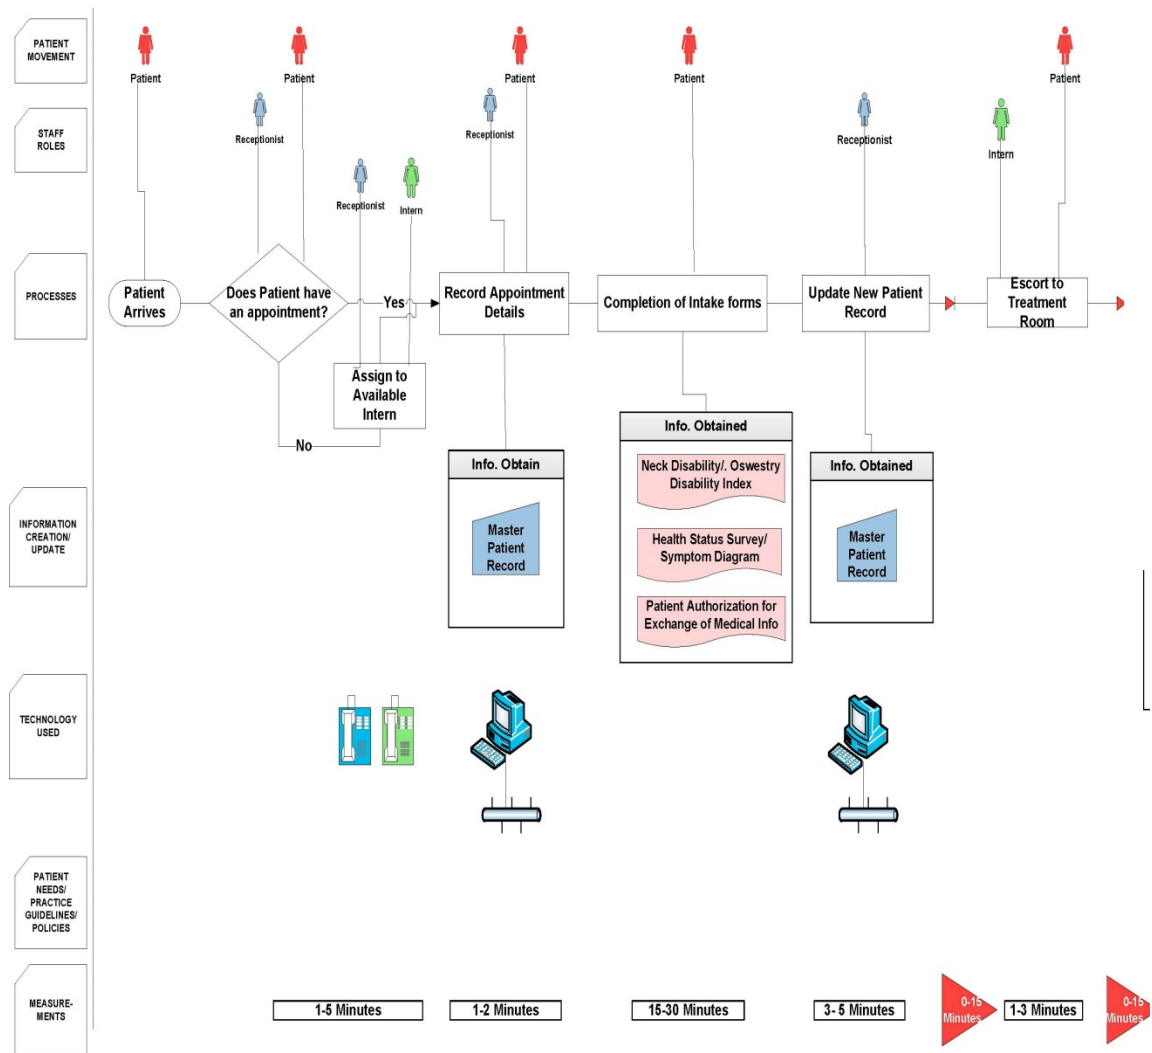 PATIENT
MOVEMENT
Patient
Patient
Patient
Patient
Patient
STAFF
ROLES
Receptionist
Receptionist
Intern
Receptionist
Receptionist
Intern
PROCESSES
Patient
Arrives
Does Patient have
an appointment?
Yes
No
Assign to
Available
Intern
Record Appointment
Details
Completion of Intake forms
Update New Patient
Record
Escort to
Treatment
Room
INFORMATION
CREATION/
UPDATE
Info. Obtain
Master
Patient
Record
Info. Obtained
Neck Disability/. Oswestry
Disability Index
Health Status Survey/
Symptom Diagram
Patient Authorization for
Exchange of Medical Info
Info. Obtained
Master
Patient
Record
TECHNOLOGY
USED
PATIENT
NEEDS/
PRACTICE
GUIDELINES/
POLICIES
MEASURE-
MENTS
1-5 Minutes
1-2 Minutes
15-30 Minutes
3- 5 Minutes
0-15
Minutes
1-3 Minutes
0-15
Minutes